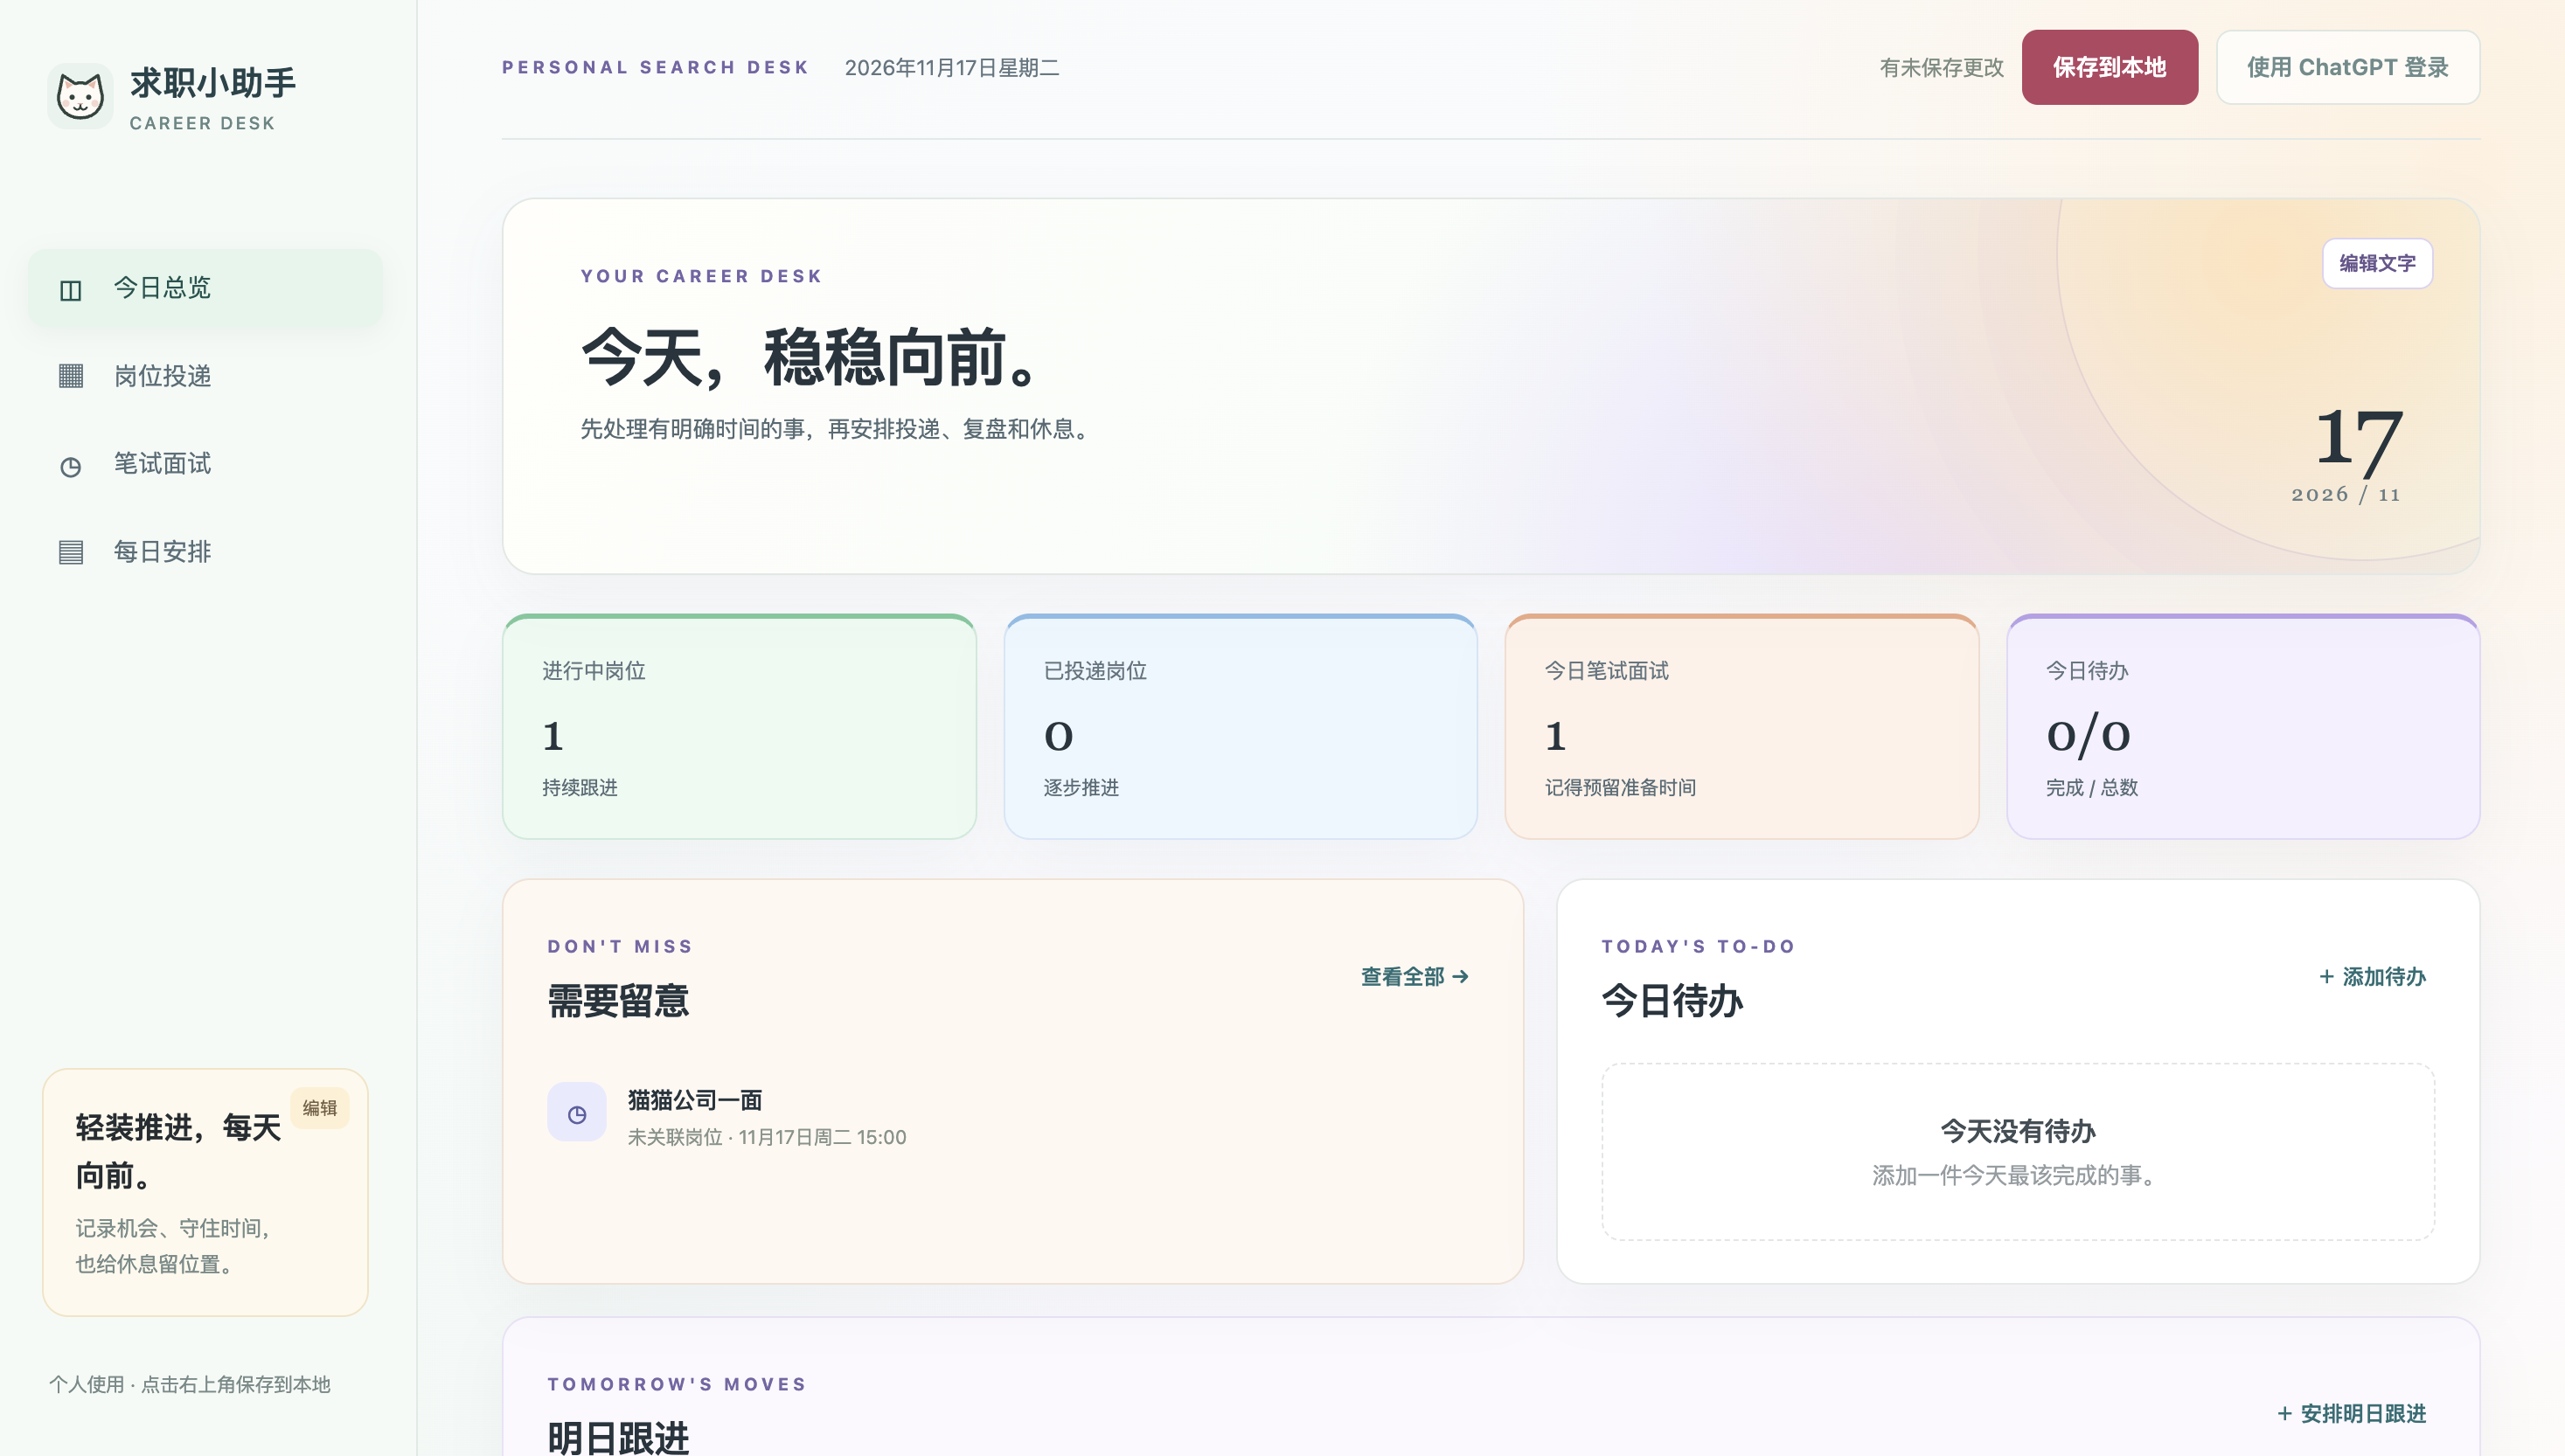 求职小助手
CAREER DESK
今日总览
岗位投递
笔试面试
每日安排
轻装推进，每天
向前。
编辑
记录机会、守住时间，
也给休息留位置。
个人使用 · 点击右上角保存到本地
PERSONAL SEARCH DESK
2026年11月17日星期二
有未保存更改
保存到本地
使用 ChatGPT 登录
YOUR CAREER DESK
编辑文字
今天，稳稳向前。
先处理有明确时间的事，再安排投递、复盘和休息。
17
2026 / 11
进行中岗位
1
持续跟进
已投递岗位
0
逐步推进
今日笔试面试
1
记得预留准备时间
今日待办
0/0
完成 / 总数
DON'T MISS
需要留意
查看全部 →
猫猫公司一面
未关联岗位 · 11月17日周二 15:00
TODAY'S TO-DO
今日待办
+ 添加待办
今天没有待办
添加一件今天最该完成的事。
TOMORROW'S MOVES
明日跟进
+ 安排明日跟进